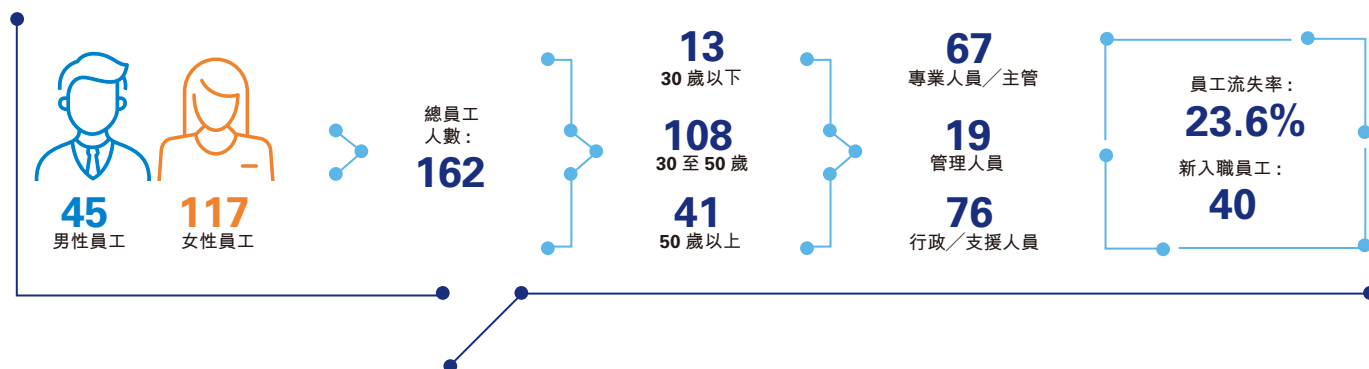 45
男性員工
117
女性員工
總員工
人數：
162
13
30 歲以下
108
30 至 50 歲
41
50 歲以上
67
專業人員╱主管
19
管理人員
76
行政╱支援人員
員工流失率：
23.6%
新入職員工：
40